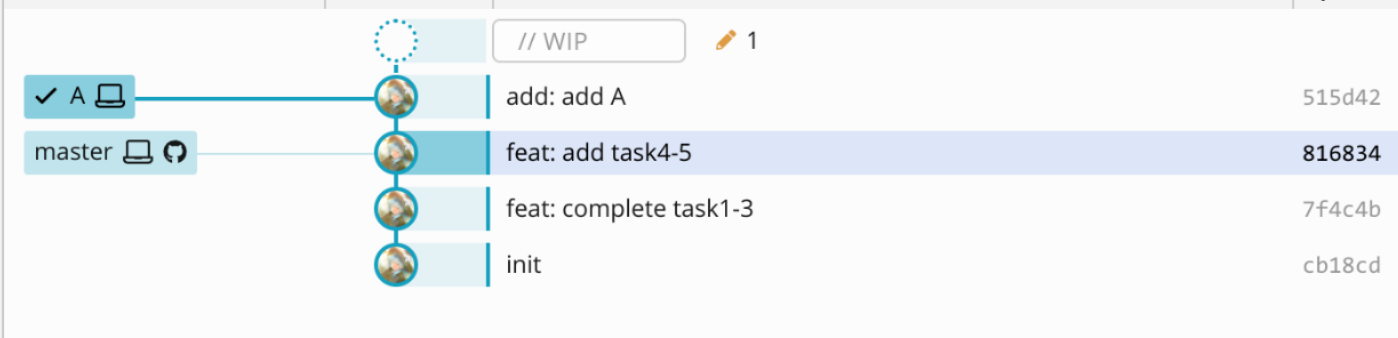 // WIP 1
A add: add A 515d42
master feat: add task4-5 816834
feat: complete task1-3 7f4c4b
init cb18cd